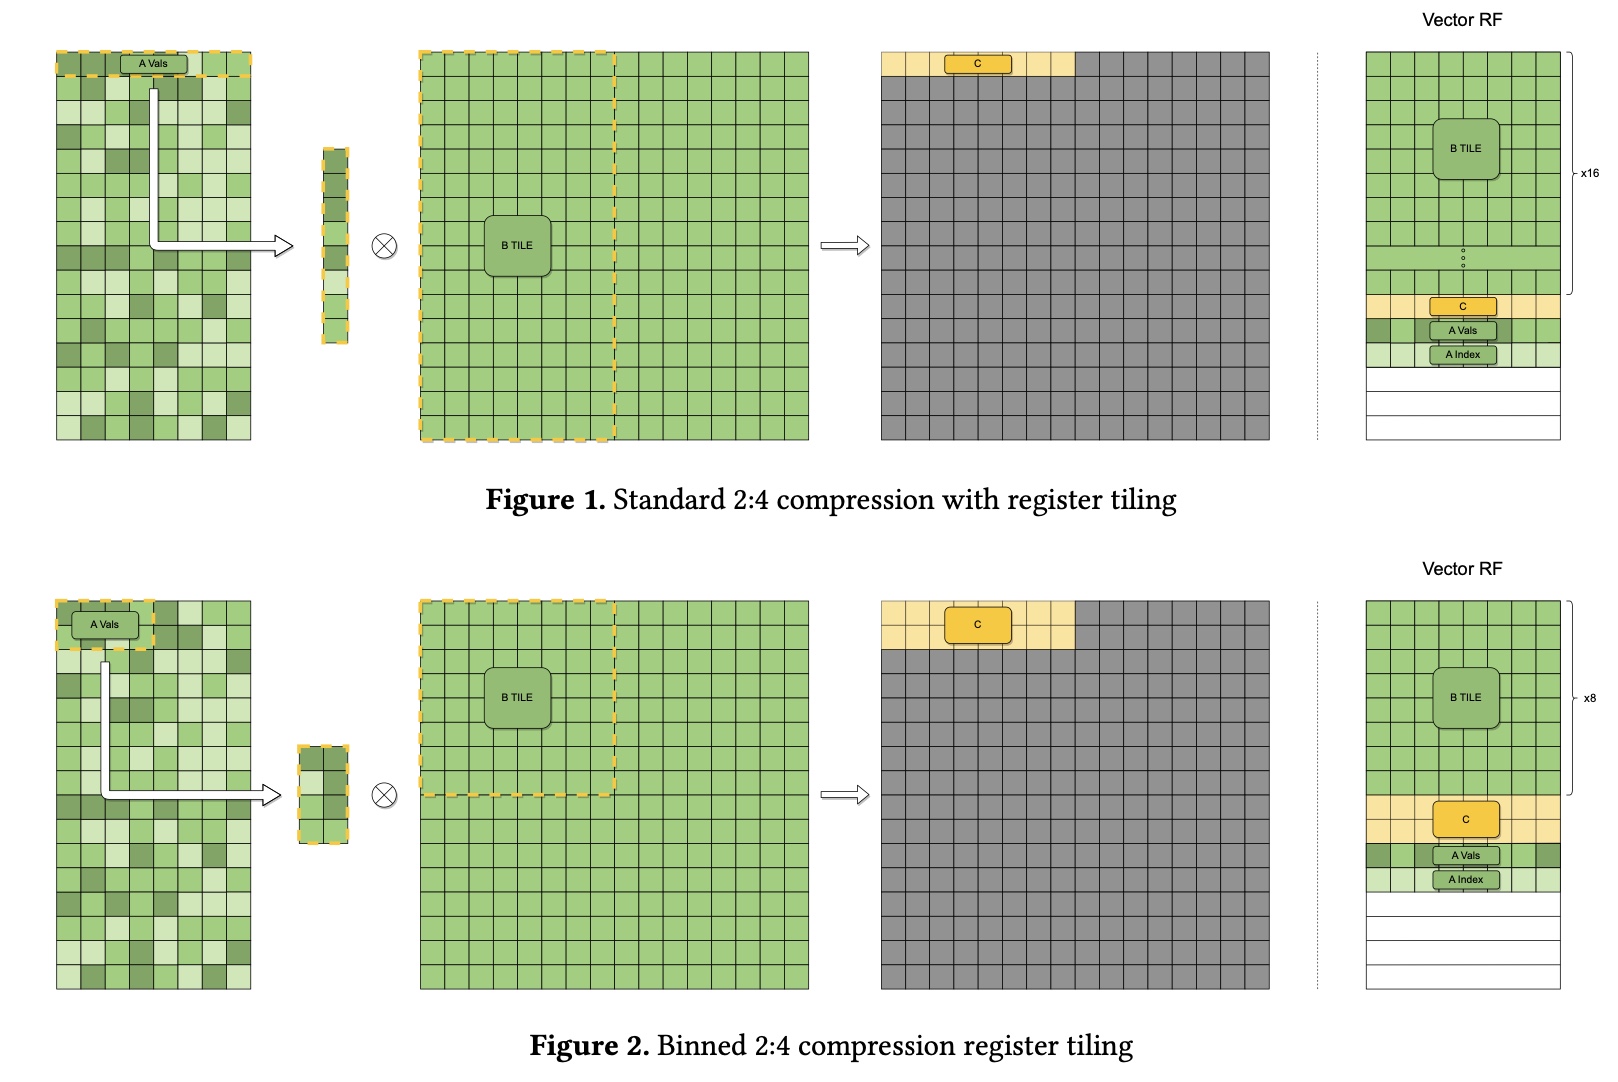 Vector RF
A Vals
C
B TILE
B TILE
x16
C
A Vals
A Index
Figure 1. Standard 2:4 compression with register tiling
Vector RF
A Vals
C
B TILE
B TILE
x8
C
A Vals
A Index
Figure 2. Binned 2:4 compression register tiling